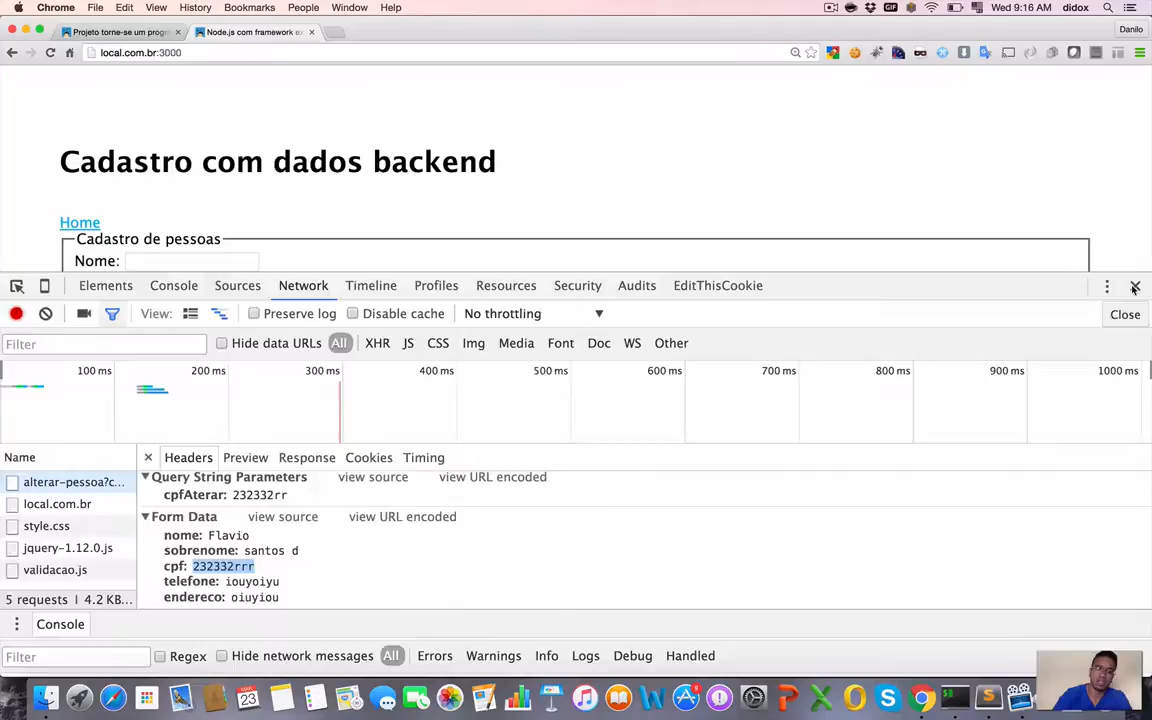 Chrome File Edit View History Bookmarks People Window Help GIF Wed 9:16 AM didox
Projeto torne-se um progr Node.js com framework ex Danilo
local.com.br:3000
Cadastro com dados backend
Home
Cadastro de pessoas
Nome:
Elements Console Sources Network Timeline Profiles Resources Security Audits EditThisCookie
View: Preserve log Disable cache No throttling Close
Filter Hide data URLs All XHR JS CSS Img Media Font Doc WS Other
100 ms 200 ms 300 ms 400 ms 500 ms 600 ms 700 ms 800 ms 900 ms 1000 ms
Name Headers Preview Response Cookies Timing
alterar-pessoa?c...
local.com.br
style.css
jquery-1.12.0.js
validacao.js
5 requests | 4.2 KB...
Query String Parameters view source view URL encoded
cpfAterar: 232332rr
Form Data view source view URL encoded
nome: Flavio
sobrenome: santos d
cpf: 232332rrr
telefone: iouyoiyu
endereco: oiuyiou
Console
Filter Regex Hide network messages All Errors Warnings Info Logs Debug Handled